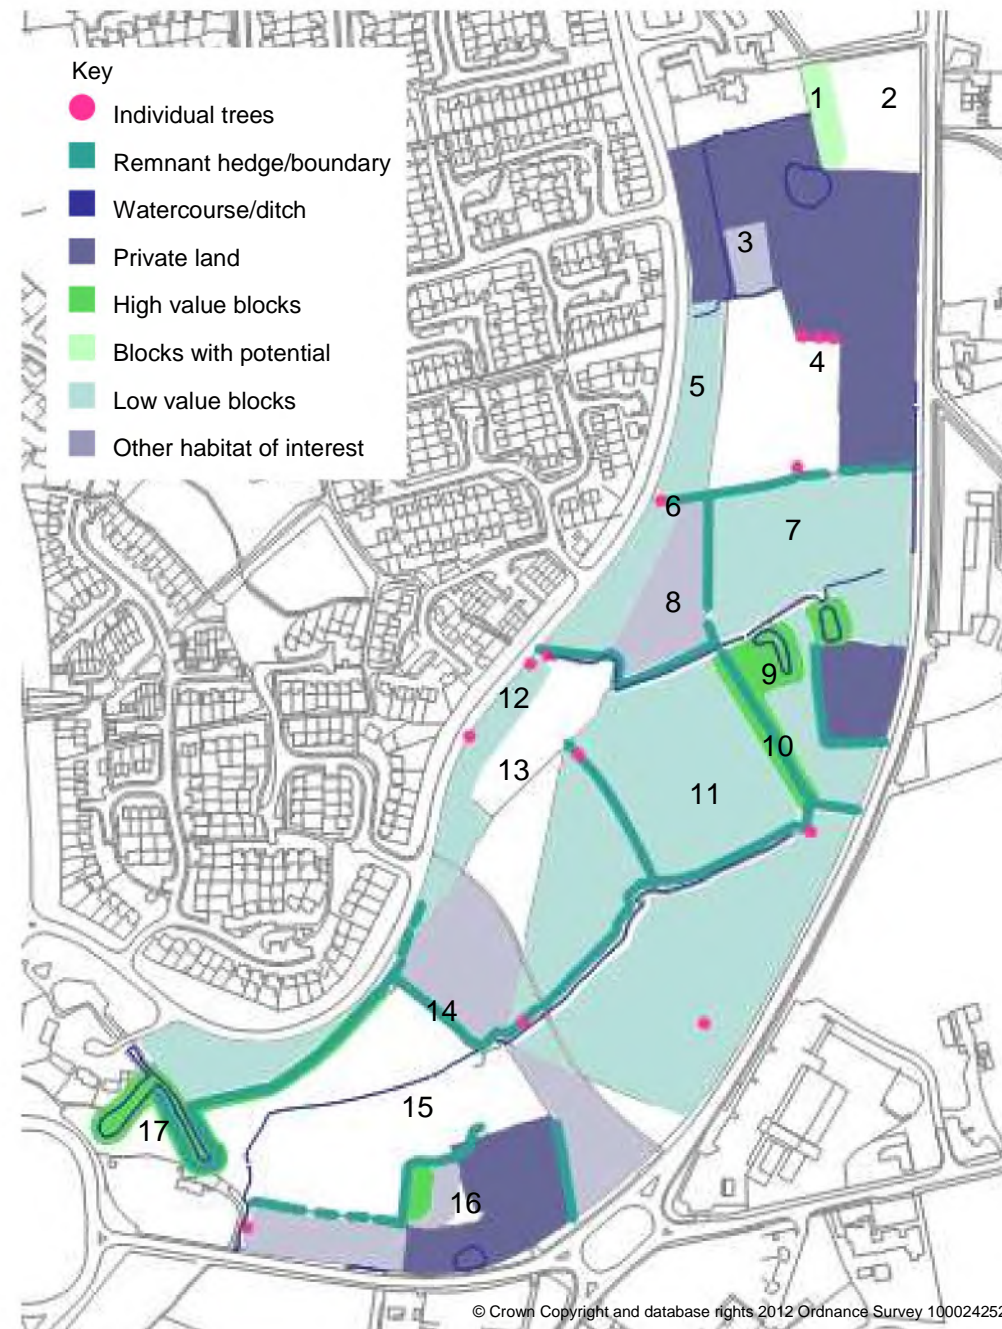 Key
Individual trees
Remnant hedge/boundary
Watercourse/ditch
Private land
High value blocks
Blocks with potential
Low value blocks
Other habitat of interest
1
2
3
4
5
6
7
8
9
10
11
12
13
14
15
16
17
© Crown Copyright and database rights 2012 Ordnance Survey 100024252